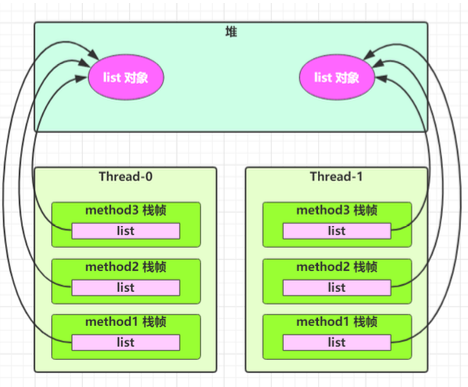 堆
list 对象
list 对象
Thread-0
Thread-1
method3 栈帧
list
method2 栈帧
list
method1 栈帧
list
method3 栈帧
list
method2 栈帧
list
method1 栈帧
list